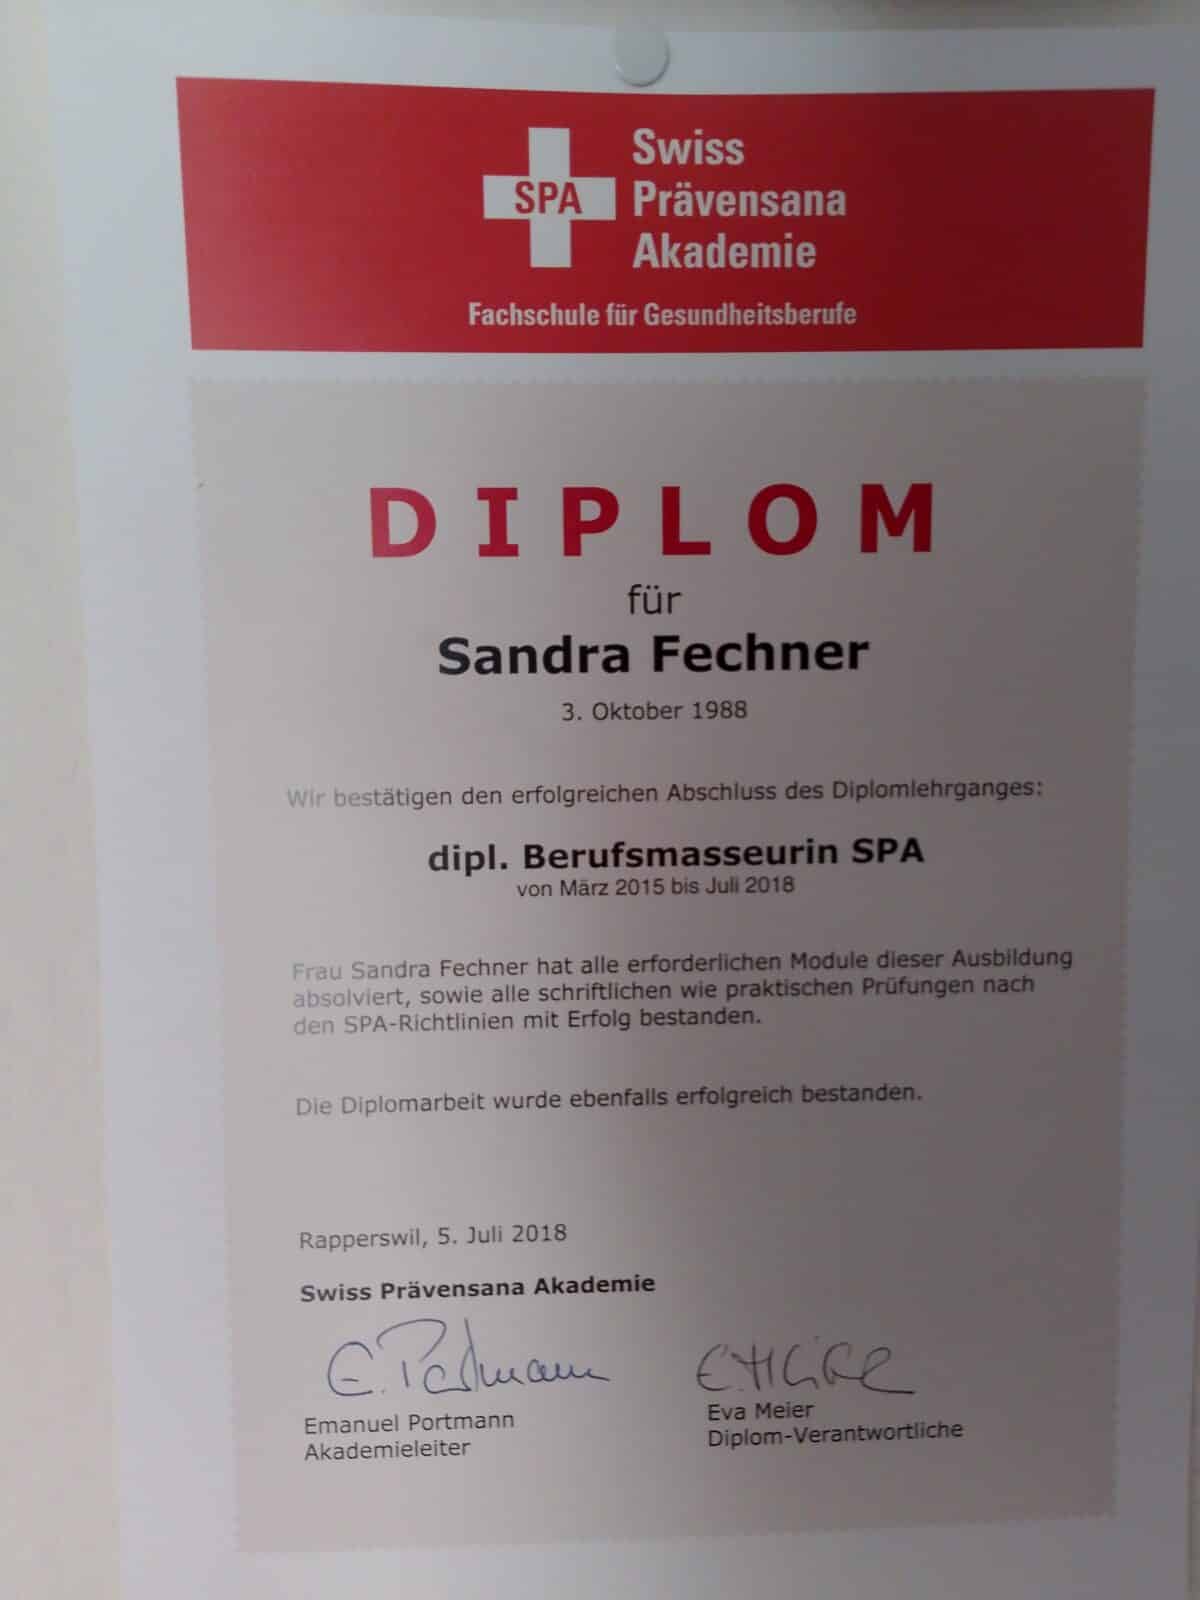 SPA
Swiss
Prävensana
Akademie
Fachschule für Gesundheitsberufe
DIPLOM
für
Sandra Fechner
3. Oktober 1988
Wir bestätigen den erfolgreichen Abschluss des Diplomlehrganges:
dipl. Berufsmasseurin SPA
von März 2015 bis Juli 2018
Frau Sandra Fechner hat alle erforderlichen Module dieser Ausbildung
absolviert, sowie alle schriftlichen wie praktischen Prüfungen nach
den SPA-Richtlinien mit Erfolg bestanden.
Die Diplomarbeit wurde ebenfalls erfolgreich bestanden.
Rapperswil, 5. Juli 2018
Swiss Prävensana Akademie
E. Portmann
Emanuel Portmann
Akademieleiter
Eva Meier
Diplom-Verantwortliche